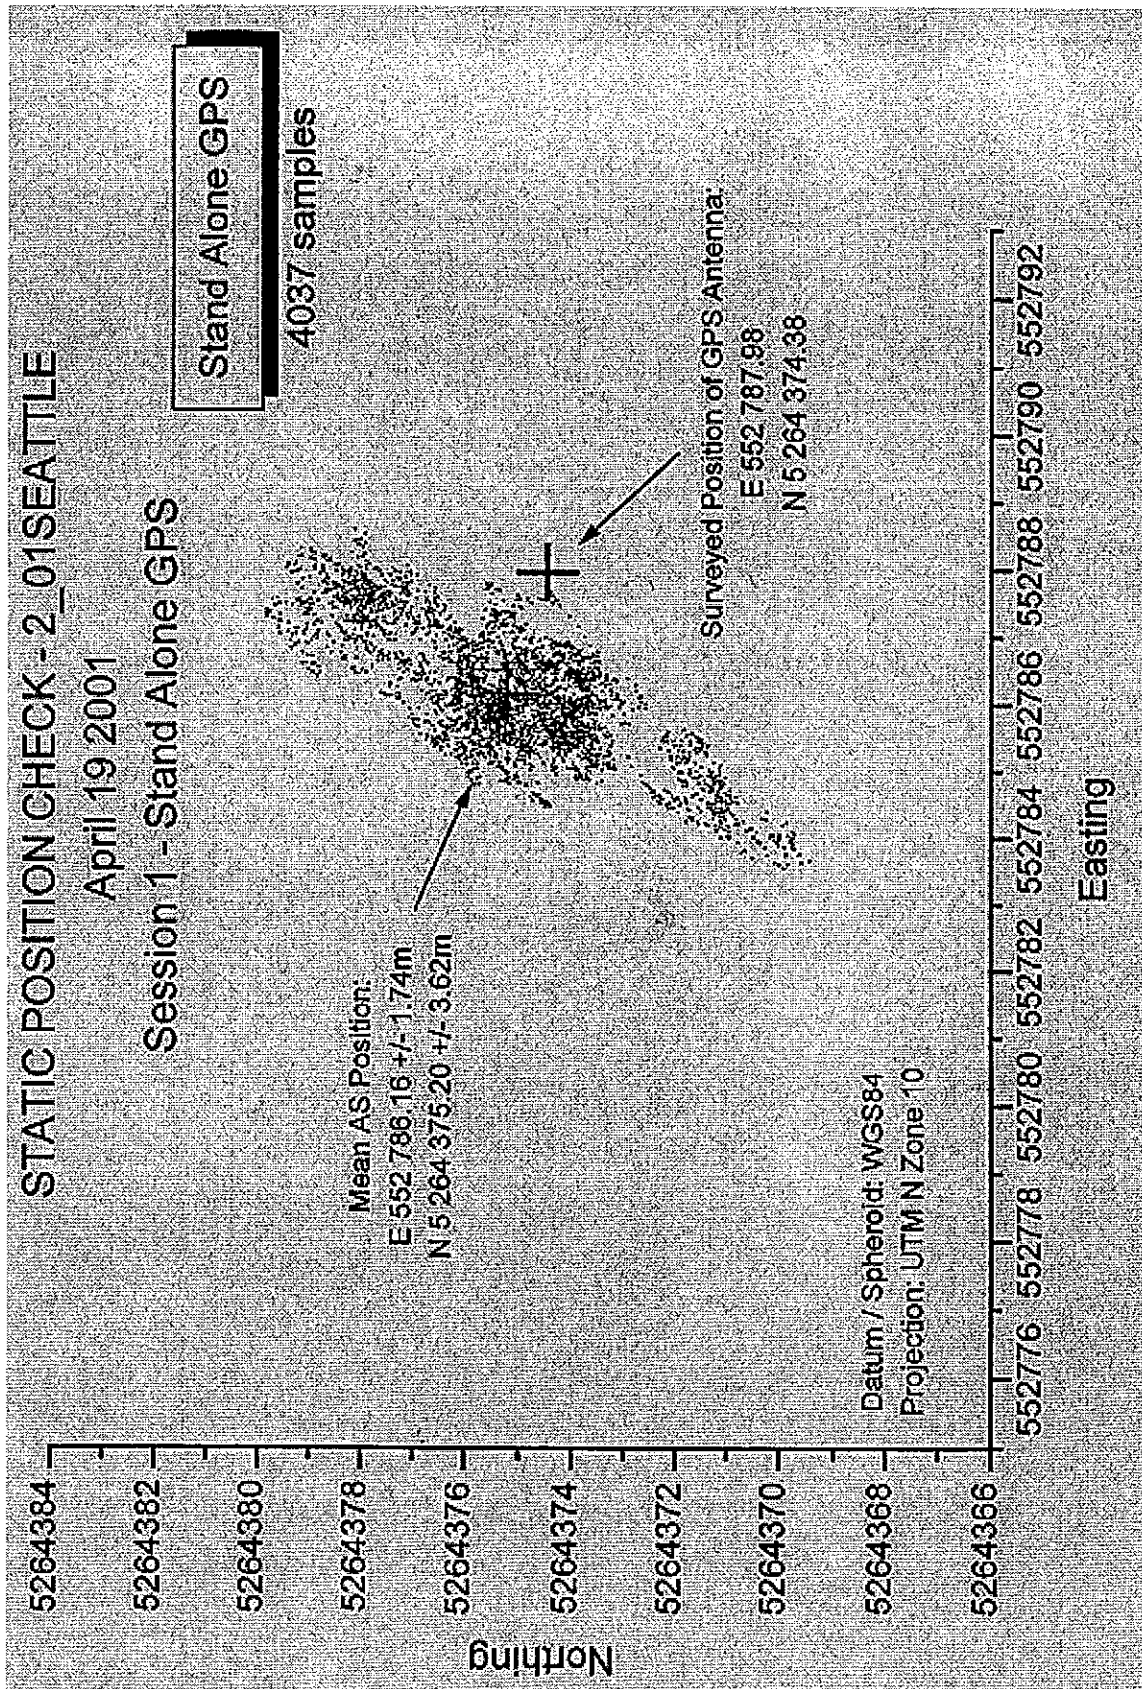 STATIC POSITION CHECK - 2_01SEATTLE
April 19 2001
Session 1 - Stand Alone GPS
Stand Alone GPS
4037 samples
Mean AS Position:
E 552 786.16 +/- 1.74m
N 5 264 375.20 +/- 3.62m
Surveyed Position of GPS Antenna:
E 552 787.98
N 5 264 374.38
Datum / Spheroid: WGS84
Projection: UTM N Zone 10
Northing
5264384
5264382
5264380
5264378
5264376
5264374
5264372
5264370
5264368
5264366
552776 552778 552780 552782 552784 552786 552788 552790 552792
Easting